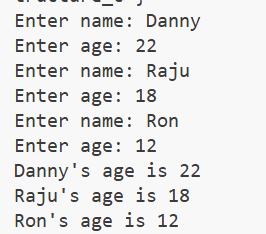 Enter name: Danny
Enter age: 22
Enter name: Raju
Enter age: 18
Enter name: Ron
Enter age: 12
Danny's age is 22
Raju's age is 18
Ron's age is 12